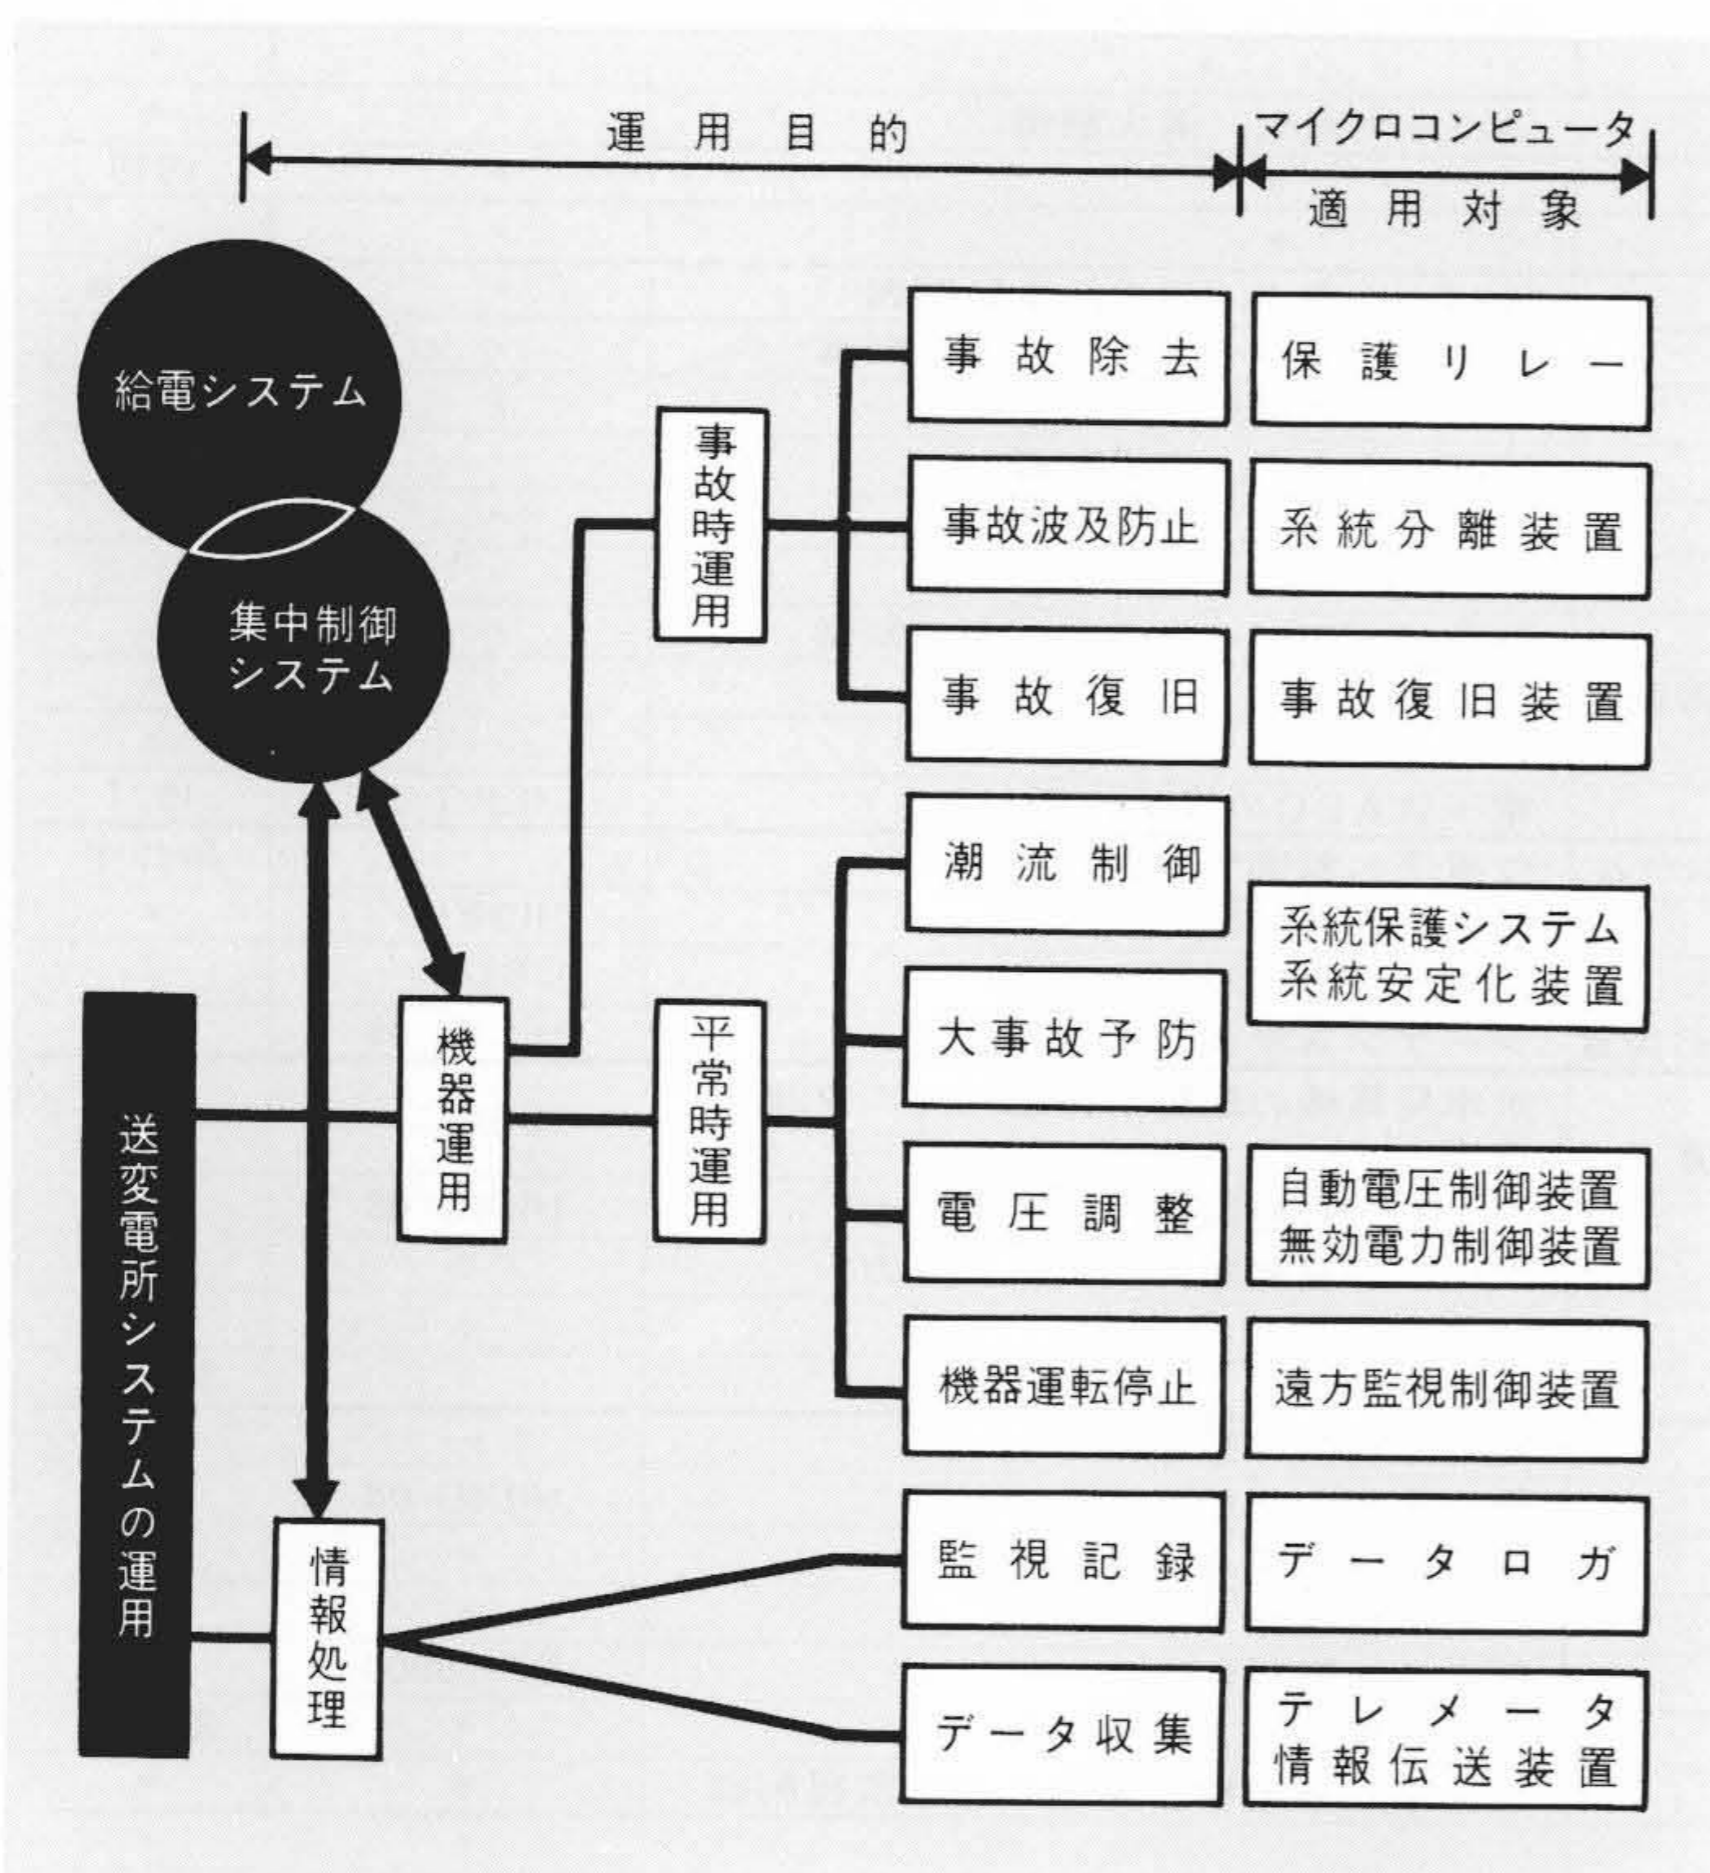 運用目的
マイクロコンピュータ
適用対象
給電システム
集中制御
システム
送変電所システムの運用
機器運用
情報処理
事故時運用
平常時運用
事故除去
保護リレー
事故波及防止
系統分離装置
事故復旧
事故復旧装置
潮流制御
大事故予防
系統保護システム
系統安定化装置
電圧調整
自動電圧制御装置
無効電力制御装置
機器運転停止
遠方監視制御装置
監視記録
データロガ
データ収集
テレメータ
情報伝送装置